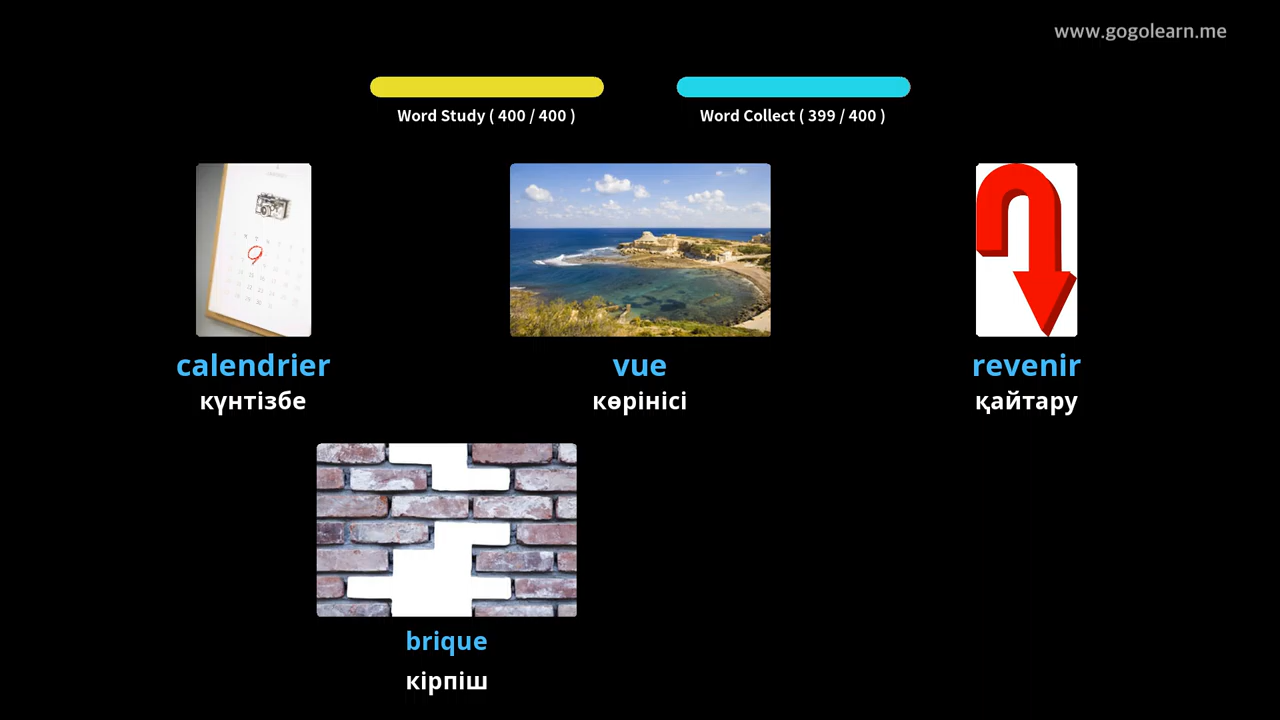 www.gogolearn.me
Word Study ( 400 / 400 )
Word Collect ( 399 / 400 )
calendrier
күнтізбе
vue
көрінісі
revenir
қайтару
brique
кірпіш